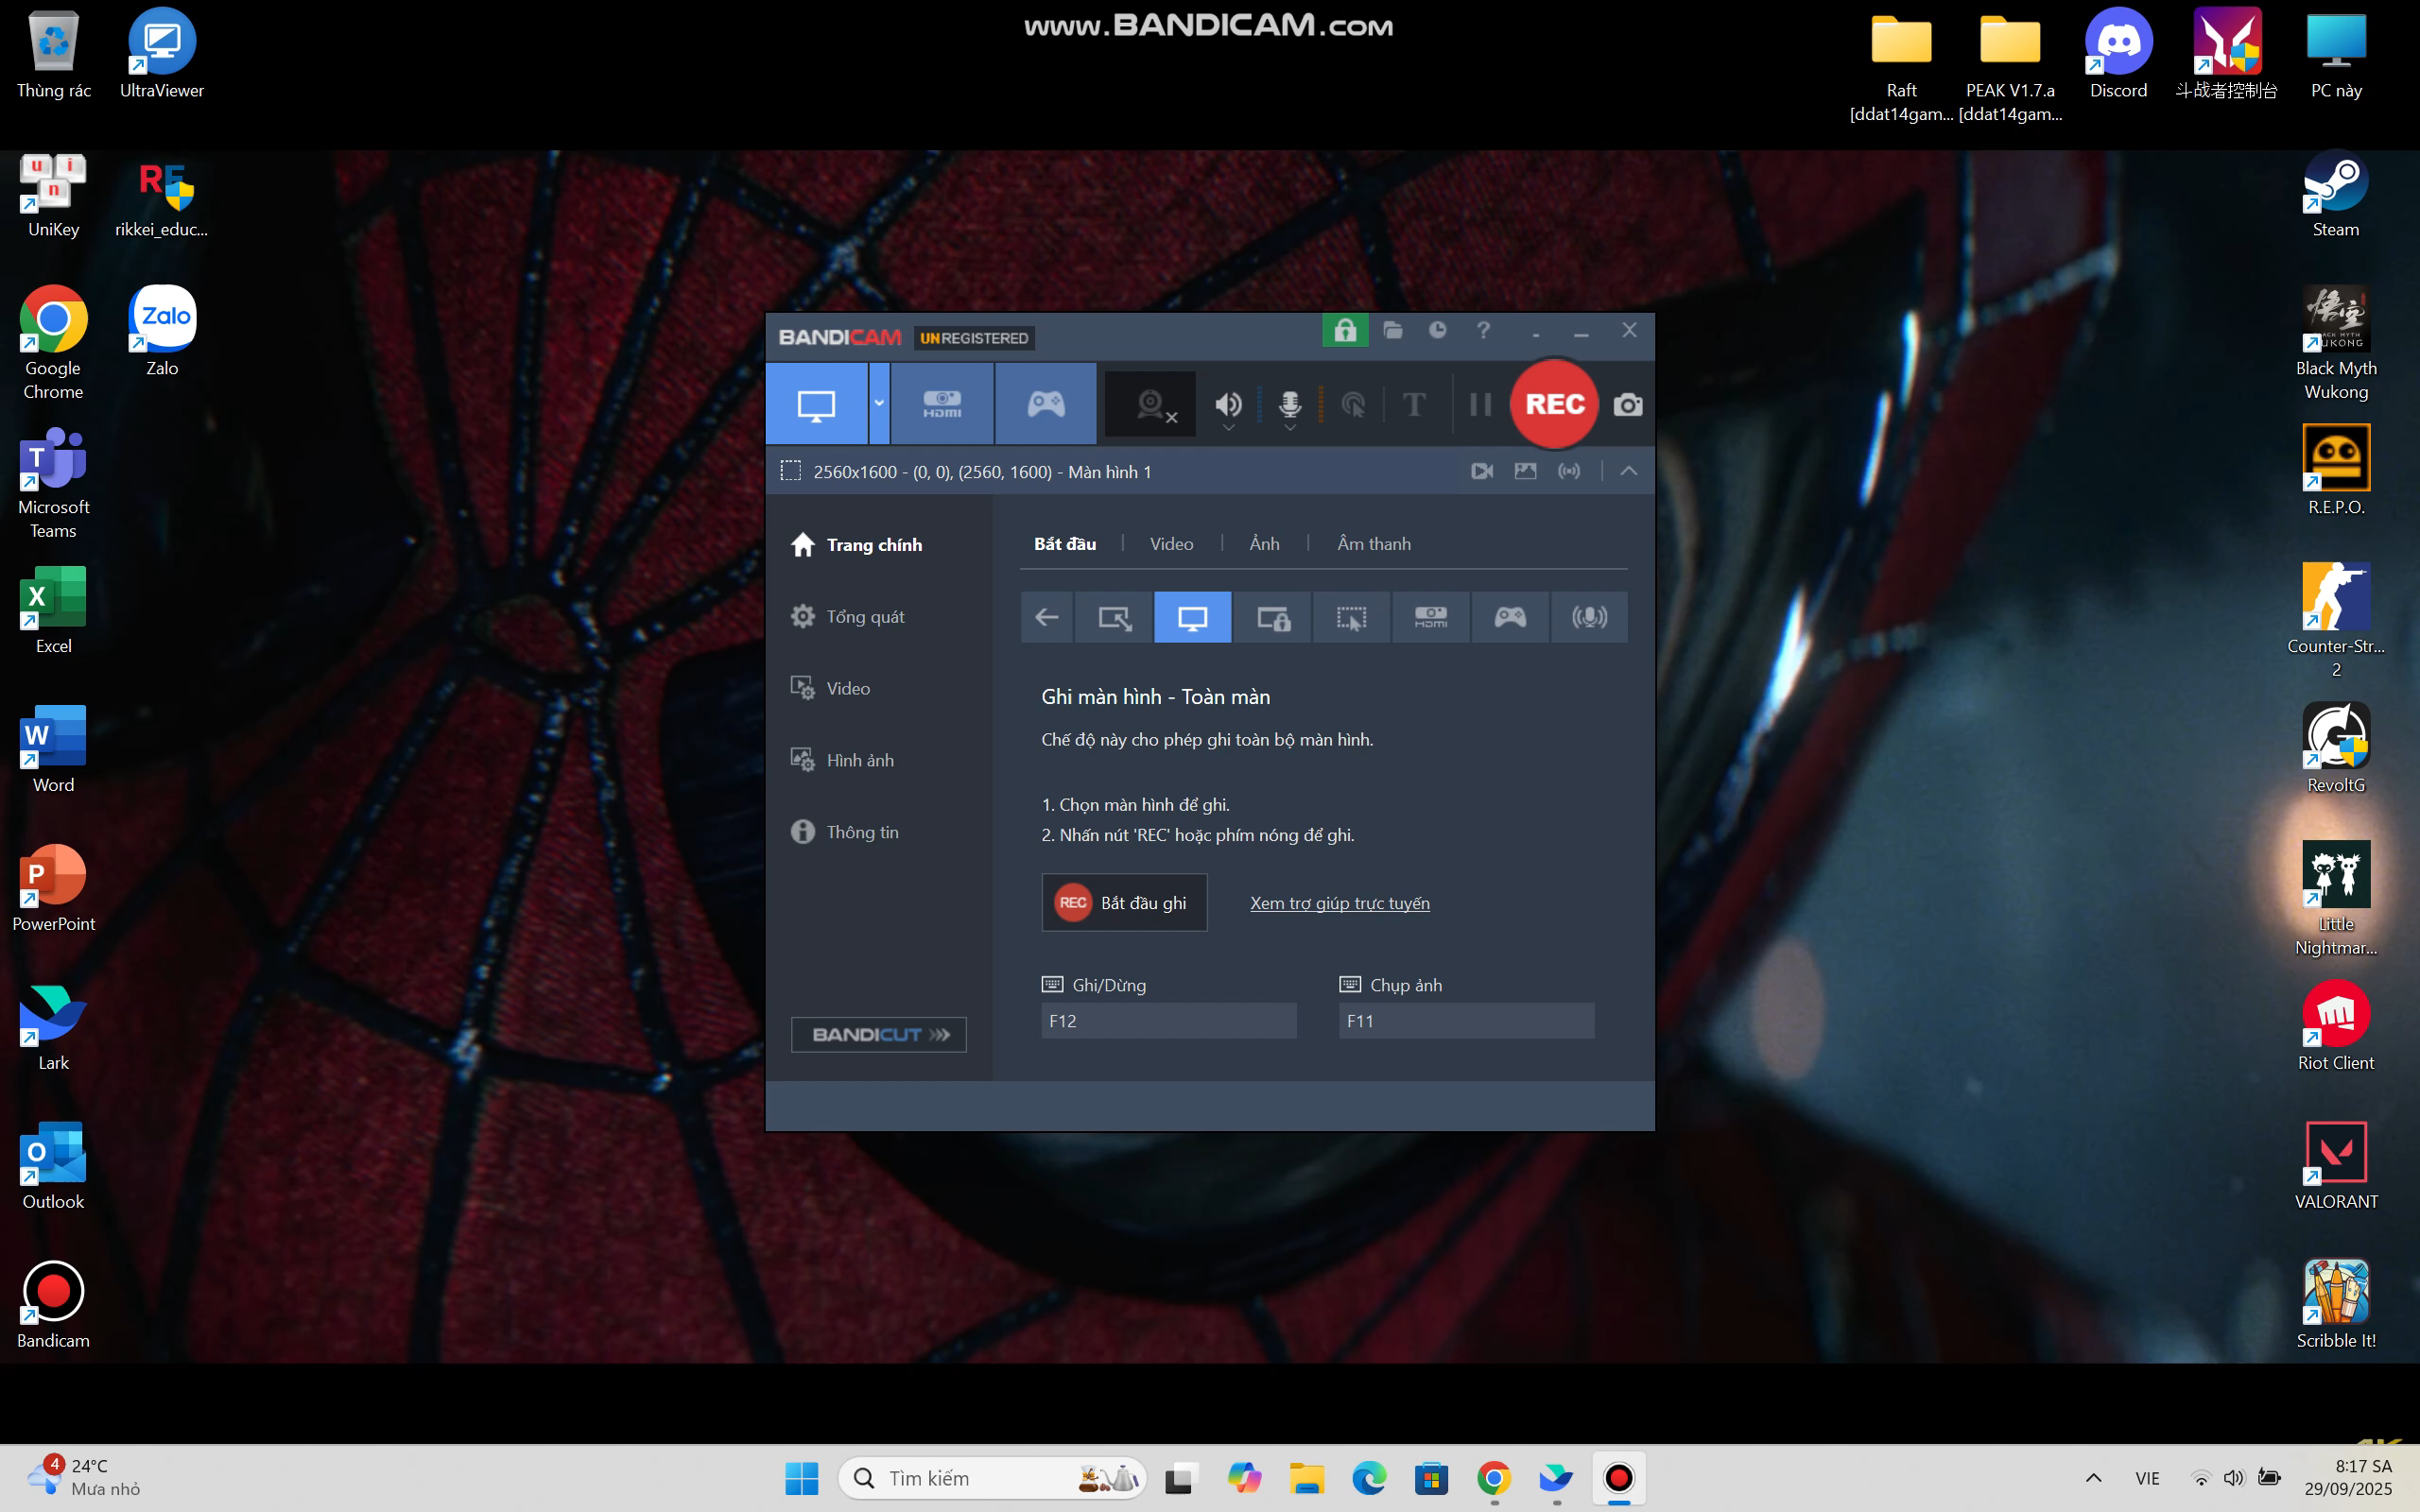 www.BANDICAM.com
Thùng rác
UltraViewer
Raft
[ddat14gam...
PEAK V1.7.a
[ddat14gam...
Discord
斗战者控制台
PC này
UniKey
rikkei_educ...
Steam
Google
Chrome
Zalo
Black Myth
Wukong
Microsoft
Teams
R.E.P.O.
Excel
Counter-Str...
2
Word
RevoltG
PowerPoint
Little
Nightmar...
Lark
Riot Client
Outlook
VALORANT
Bandicam
Scribble It!
BANDICAM UNREGISTERED
HDMI
REC
2560x1600 - (0, 0), (2560, 1600) - Màn hình 1
Trang chính
Tổng quát
Video
Hình ảnh
Thông tin
BANDICUT
Bắt đầu
Video
Ảnh
Âm thanh
HDMI
Ghi màn hình - Toàn màn
Chế độ này cho phép ghi toàn bộ màn hình.
1. Chọn màn hình để ghi.
2. Nhấn nút 'REC' hoặc phím nóng để ghi.
REC Bắt đầu ghi
Xem trợ giúp trực tuyến
Ghi/Dừng
Chụp ảnh
F12
F11
4
24°C
Mưa nhỏ
Tìm kiếm
VIE
8:17 SA
29/09/2025